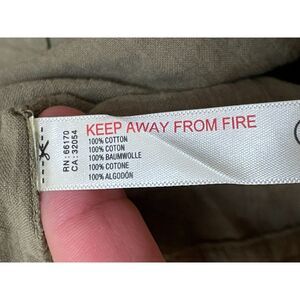 RN: 66170
CA: 32054
KEEP AWAY FROM FIRE
100% COTTON
100% COTON
100% BAUMWOLLE
100% COTONE
100% ALGODÓN